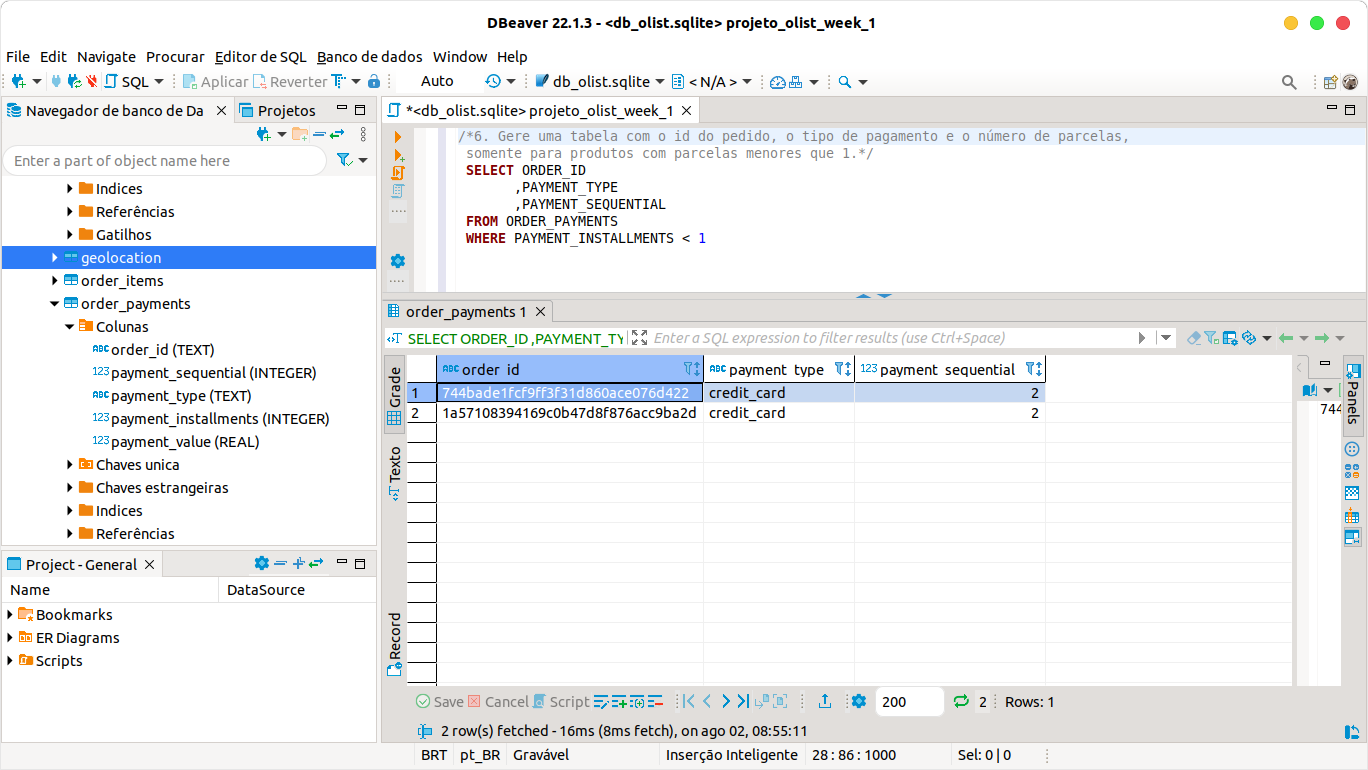 DBeaver 22.1.3 - <db_olist.sqlite> projeto_olist_week_1
File Edit Navigate Procurar Editor de SQL Banco de dados Window Help
SQL Aplicar Reverter Auto db_olist.sqlite < N/A >
Navegador de banco de Da Projetos
Enter a part of object name here
Indices
Referências
Gatilhos
geolocation
order_items
order_payments
Colunas
ABC order_id (TEXT)
123 payment_sequential (INTEGER)
ABC payment_type (TEXT)
123 payment_installments (INTEGER)
123 payment_value (REAL)
Chaves unica
Chaves estrangeiras
Indices
Referências
Project - General
Name DataSource
Bookmarks
ER Diagrams
Scripts
*<db_olist.sqlite> projeto_olist_week_1
/*6. Gere uma tabela com o id do pedido, o tipo de pagamento e o número de parcelas,
somente para produtos com parcelas menores que 1.*/
SELECT ORDER_ID
,PAYMENT_TYPE
,PAYMENT_SEQUENTIAL
FROM ORDER_PAYMENTS
WHERE PAYMENT_INSTALLMENTS < 1
order_payments 1
SELECT ORDER_ID ,PAYMENT_TY Enter a SQL expression to filter results (use Ctrl+Space)
Grade
Texto
Record
ABC order_id ABC payment_type 123 payment_sequential
1 744bade1fcf9ff3f31d860ace076d422 credit_card 2
2 1a57108394169c0b47d8f876acc9ba2d credit_card 2
744
Panels
Save Cancel Script 200 2 Rows: 1
2 row(s) fetched - 16ms (8ms fetch), on ago 02, 08:55:11
BRT pt_BR Gravável Inserção Inteligente 28 : 86 : 1000 Sel: 0 | 0